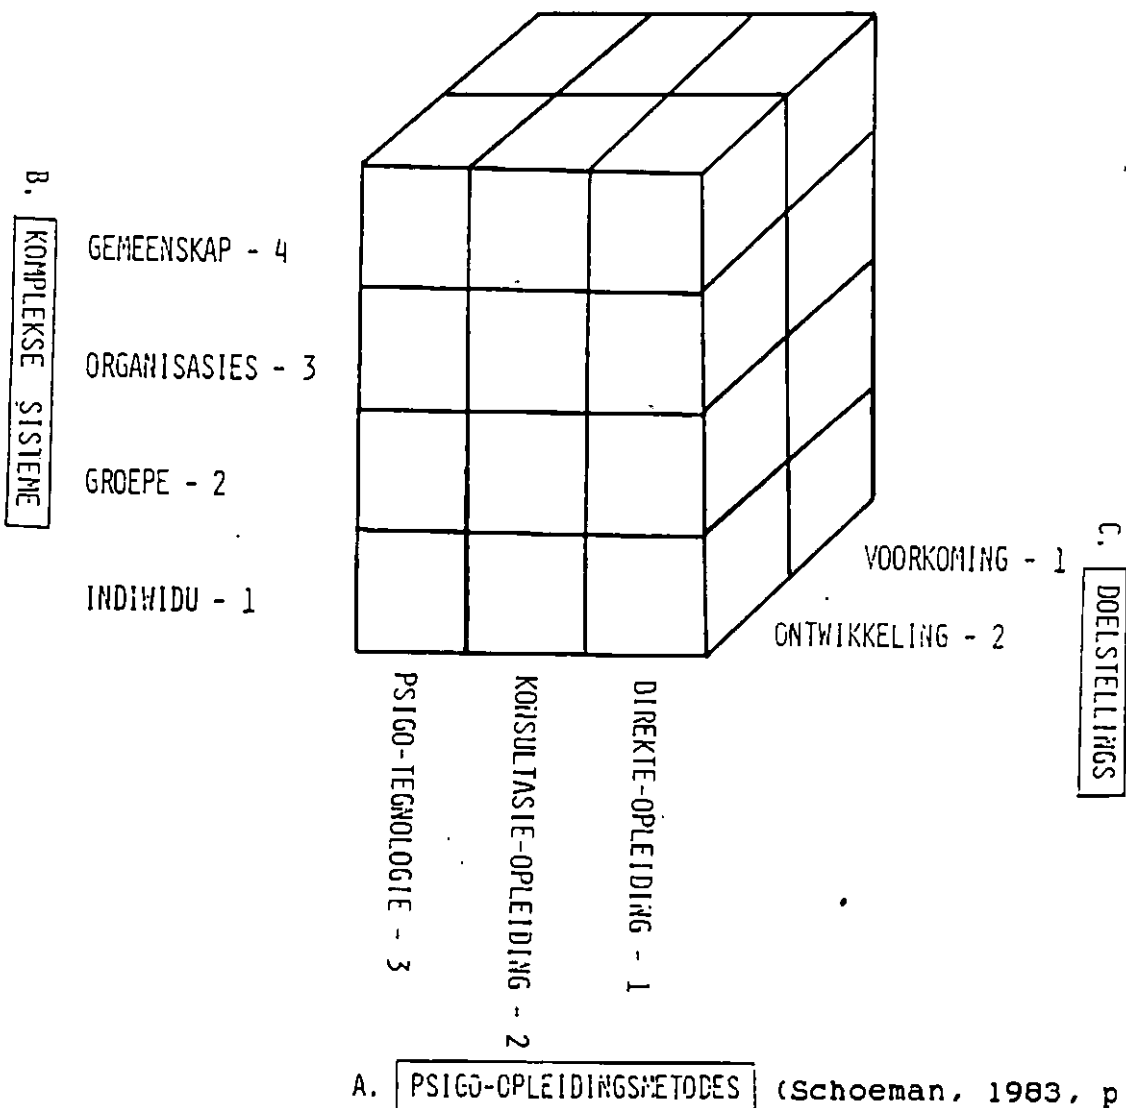 B. KOMPLEKSE SISTEME
GEMEENSKAP - 4
ORGANISASIES - 3
GROEPE - 2
INDIWIDU - 1
VOORKOMING - 1
ONTWIKKELING - 2
C. DOELSTELLINGS
PSIGO-TEGNOLOGIE - 3
KONSULTASIE-OPLEIDING - 2
DIREKTE-OPLEIDING - 1
A. PSIGO-OPLEIDINGSMETODES (Schoeman, 1983, p